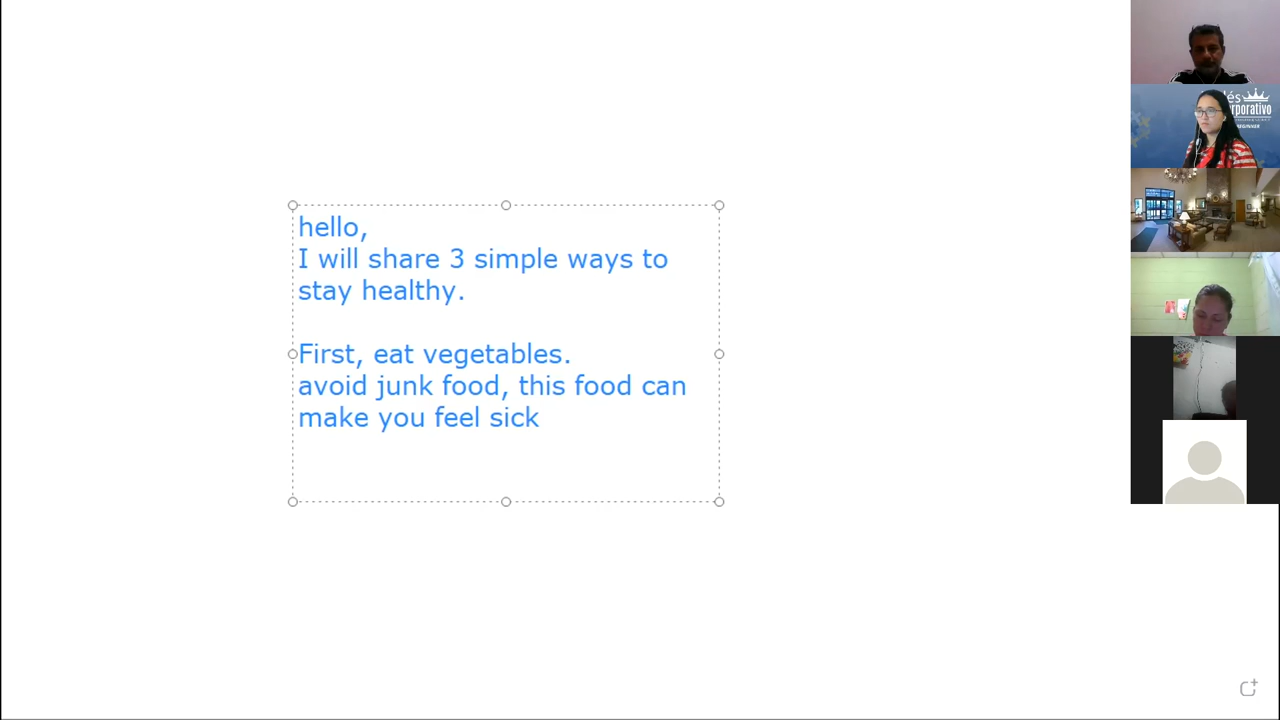 hello,
I will share 3 simple ways to
stay healthy.
First, eat vegetables.
avoid junk food, this food can
make you feel sick